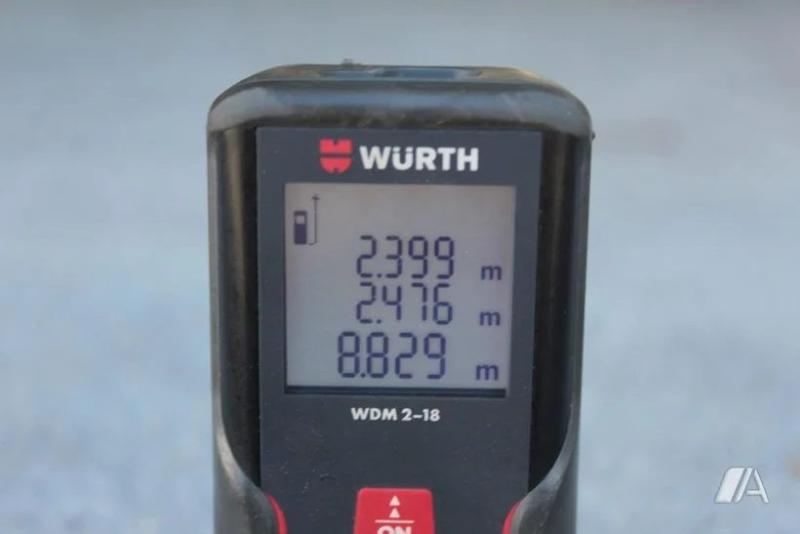 WÜRTH
2.399 m
2.476 m
8.829 m
WDM 2-18
ON
A